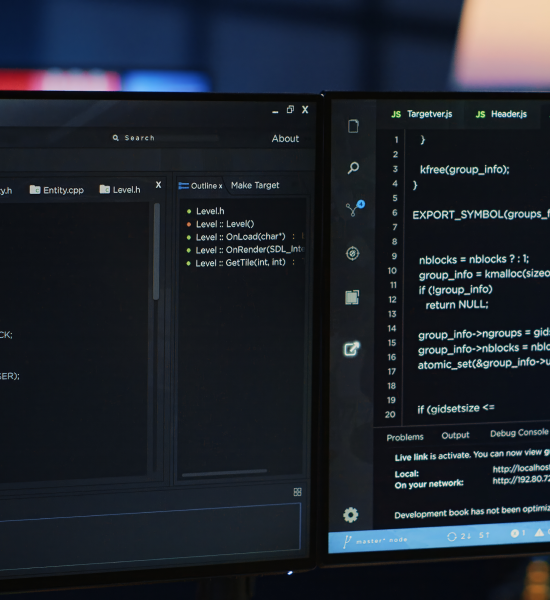 Search
About
Entity.cpp
Level.h
X
Outline x
Make Target
Level.h
Level :: Level()
Level :: OnLoad(char*) :
Level :: OnRender(SDL_
Level :: GetTile(int, int) :
CK;
SER);
JS Targetver.js
JS Header.js
4
1 }
2
3 kfree(group_info);
4 }
5
6 EXPORT_SYMBOL(groups_f
7
8
9 nblocks = nblocks ? : 1;
10 group_info = kmalloc(sizeo
11 if (!group_info)
12 return NULL;
13
14 group_info->ngroups = gids
15 group_info->nblocks = nblo
16 atomic_set(&group_info->u
17
18
19
20 if (gidsetsize <=
Problems
Output
Debug Console
Live link is activate. You can now view
Local: http://localhos
On your network: http://192.80.72
Development book has not been optimiz
master* node
2↓ 5↑
1